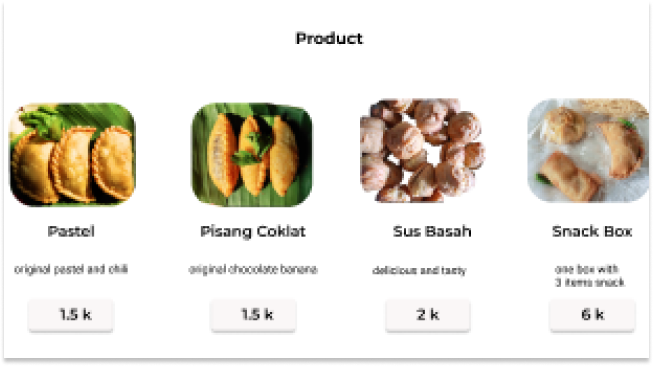 Product
Pastel
original pastel and chili
1.5 k
Pisang Coklat
original chocolate banana
1.5 k
Sus Basah
delicious and tasty
2 k
Snack Box
one box with
3 items snack
6 k